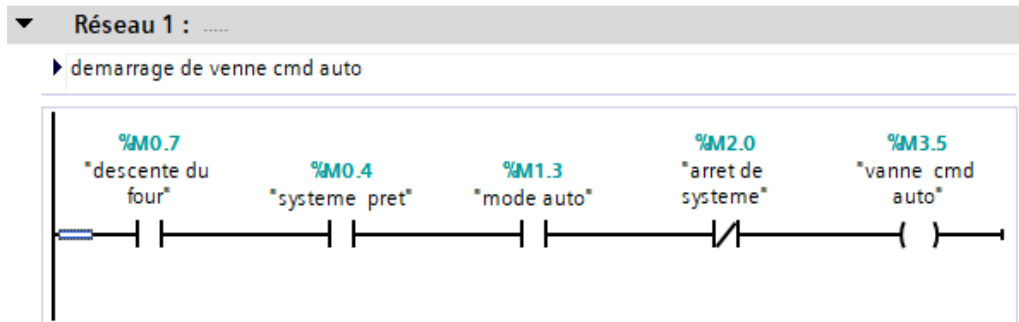 Réseau 1 : .....
demarrage de venne cmd auto
%M0.7
"descente du
four"
%M0.4
"systeme pret"
%M1.3
"mode auto"
%M2.0
"arret de
systeme"
%M3.5
"vanne cmd
auto"